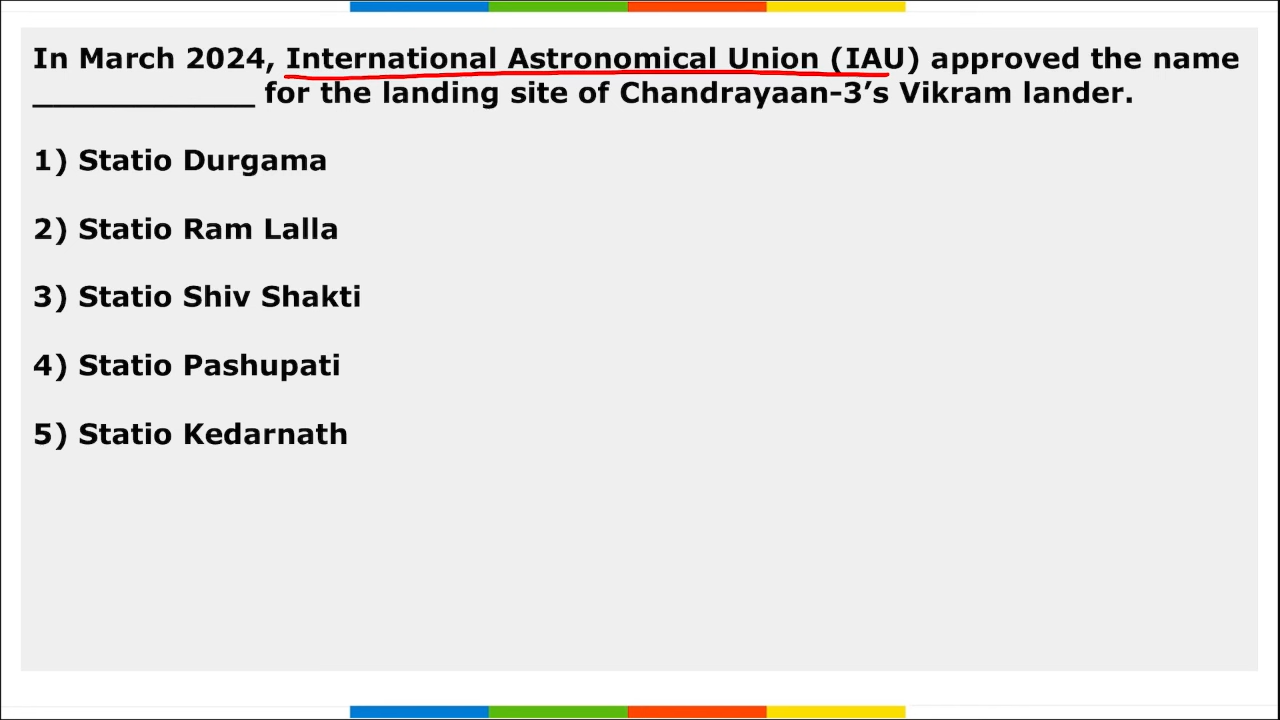 In March 2024, International Astronomical Union (IAU) approved the name
_____________ for the landing site of Chandrayaan-3’s Vikram lander.
1) Statio Durgama
2) Statio Ram Lalla
3) Statio Shiv Shakti
4) Statio Pashupati
5) Statio Kedarnath